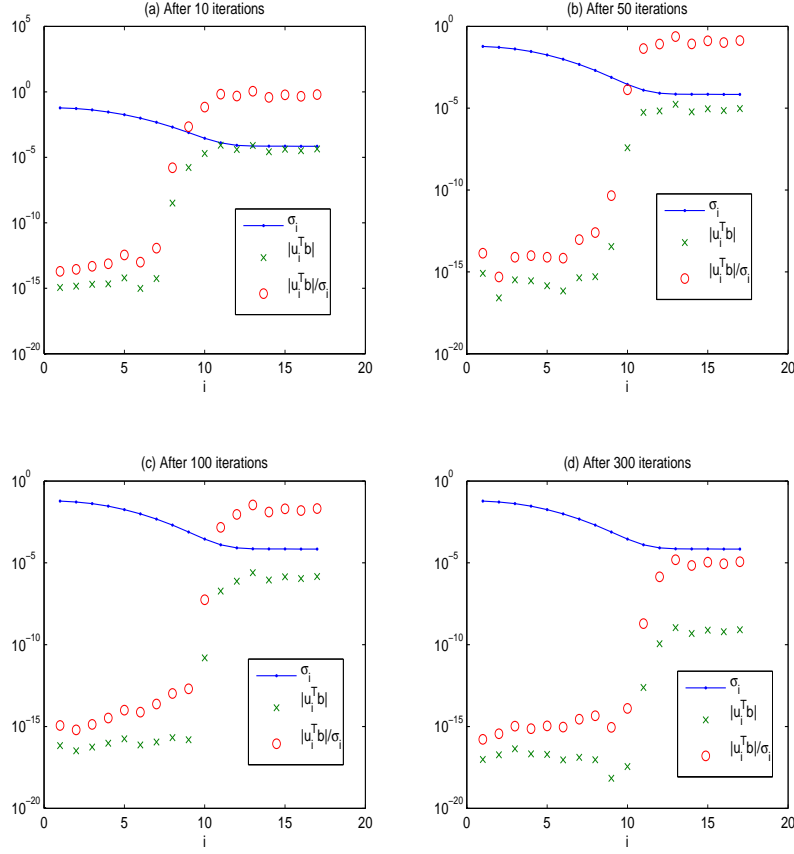 (a) After 10 iterations
10^5
10^0
10^-5
10^-10
10^-15
10^-20
0 5 10 15 20
i
σ_i
|u_i^T b|
|u_i^T b|/σ_i
(b) After 50 iterations
10^0
10^-5
10^-10
10^-15
10^-20
0 5 10 15 20
i
σ_i
|u_i^T b|
|u_i^T b|/σ_i
(c) After 100 iterations
10^0
10^-5
10^-10
10^-15
10^-20
0 5 10 15 20
i
σ_i
|u_i^T b|
|u_i^T b|/σ_i
(d) After 300 iterations
10^0
10^-5
10^-10
10^-15
10^-20
0 5 10 15 20
i
σ_i
|u_i^T b|
|u_i^T b|/σ_i